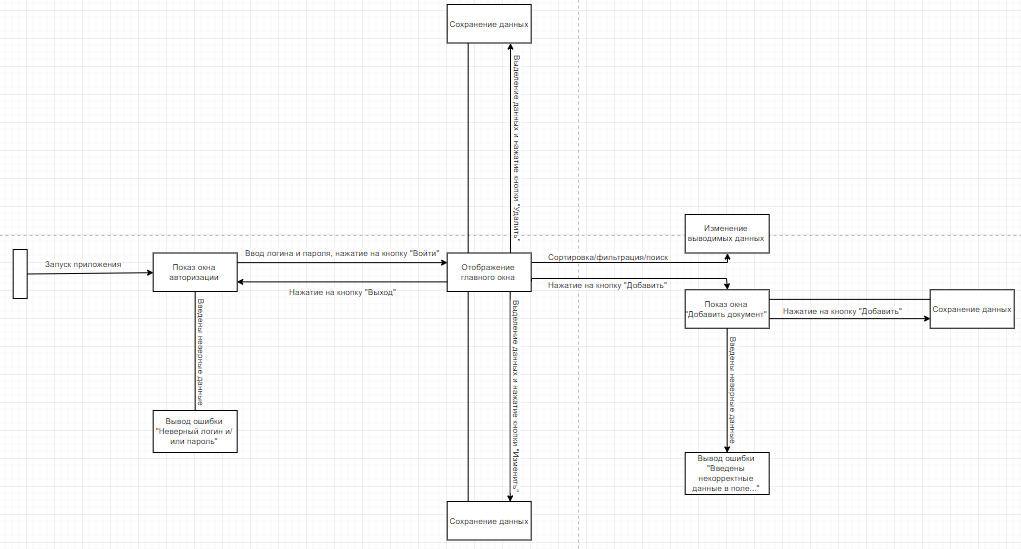 Сохранение данных
Выделение данных и нажатие кнопки "Удалить"
Изменение
выводимых данных
Запуск приложения
Показ окна
авторизации
Ввод логина и пароля, нажатие на кнопку "Войти"
Нажатие на кнопку "Выход"
Отображение
главного окна
Сортировка/фильтрация/поиск
Нажатие на кнопку "Добавить"
Показ окна
"Добавить документ"
Нажатие на кнопку "Добавить"
Сохранение данных
Введены неверные данные
Выделение данных и нажатие кнопки "Изменить"
Введены неверные данные
Вывод ошибки
"Неверный логин и/
или пароль"
Вывод ошибки
"Введены
некорректные
данные в поле..."
Сохранение данных